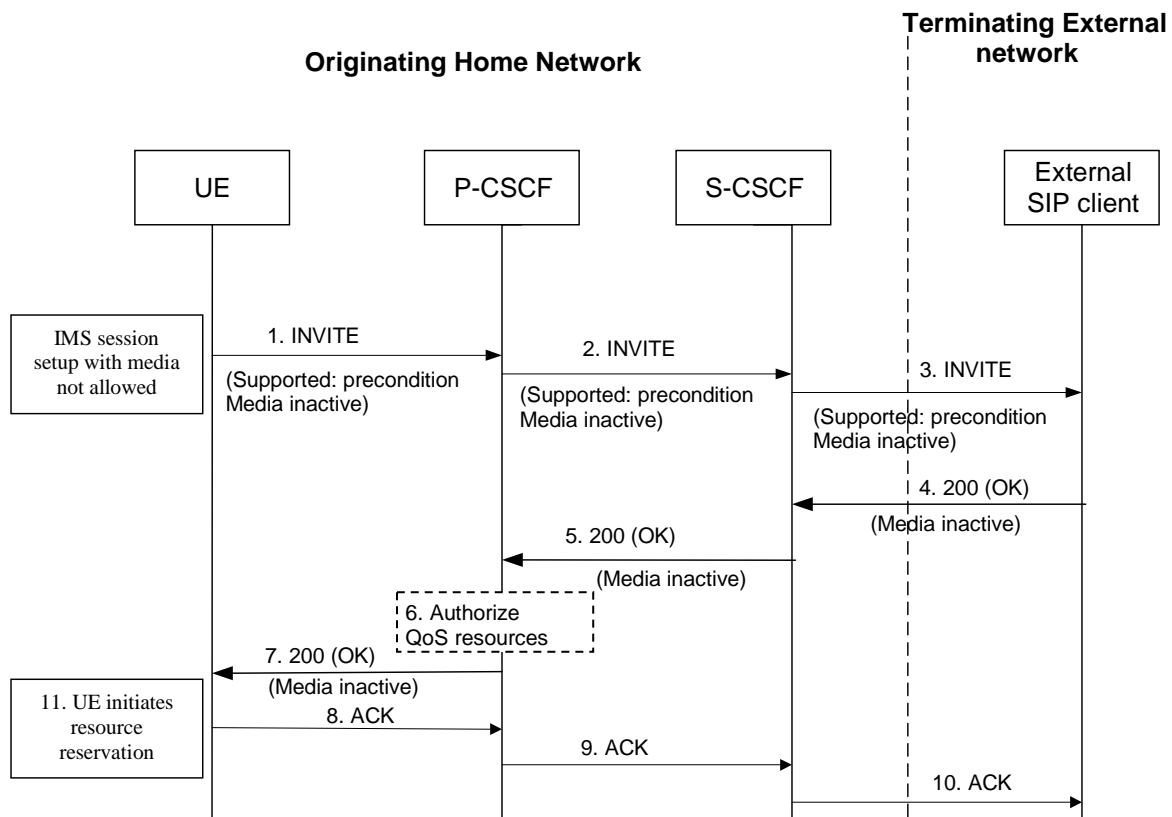 Terminating External
network
Originating Home Network
UE
P-CSCF
S-CSCF
External
SIP client
IMS session
setup with media
not allowed
1. INVITE
(Supported: precondition
Media inactive)
2. INVITE
(Supported: precondition
Media inactive)
3. INVITE
(Supported: precondition
Media inactive)
4. 200 (OK)
(Media inactive)
5. 200 (OK)
(Media inactive)
6. Authorize
QoS resources
7. 200 (OK)
(Media inactive)
11. UE initiates
resource
reservation
8. ACK
9. ACK
10. ACK